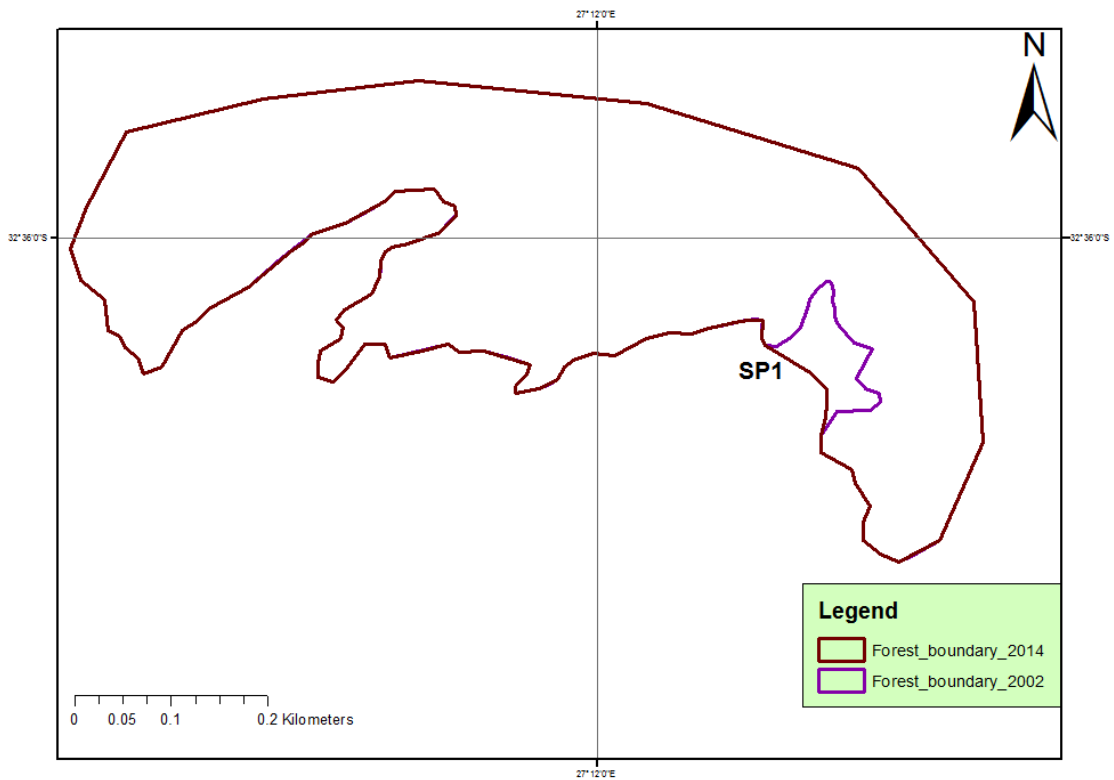 27°12'0"E
N
32°36'0"S
32°36'0"S
SP1
Legend
Forest_boundary_2014
Forest_boundary_2002
0 0.05 0.1 0.2 Kilometers
27°12'0"E